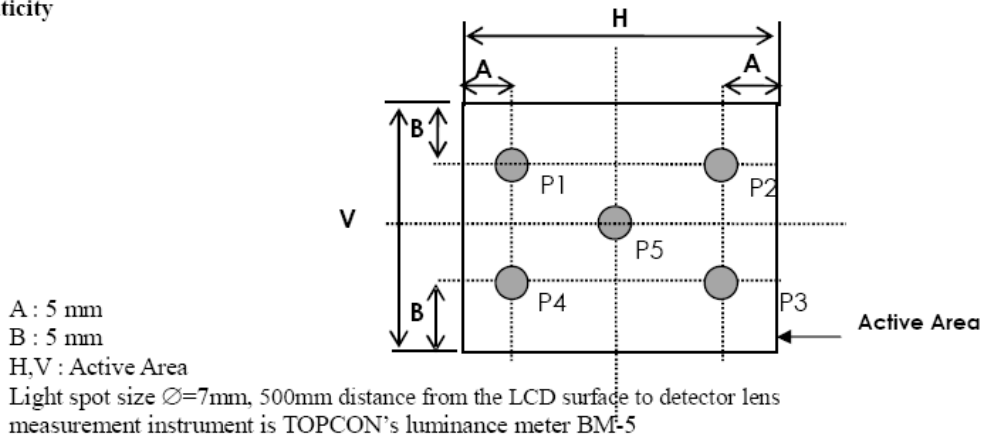 ticity
H
A A
B
P1 P2
V
P5
B P4 P3
Active Area
A : 5 mm
B : 5 mm
H,V : Active Area
Light spot size ∅=7mm, 500mm distance from the LCD surface to detector lens
measurement instrument is TOPCON’s luminance meter BM-5